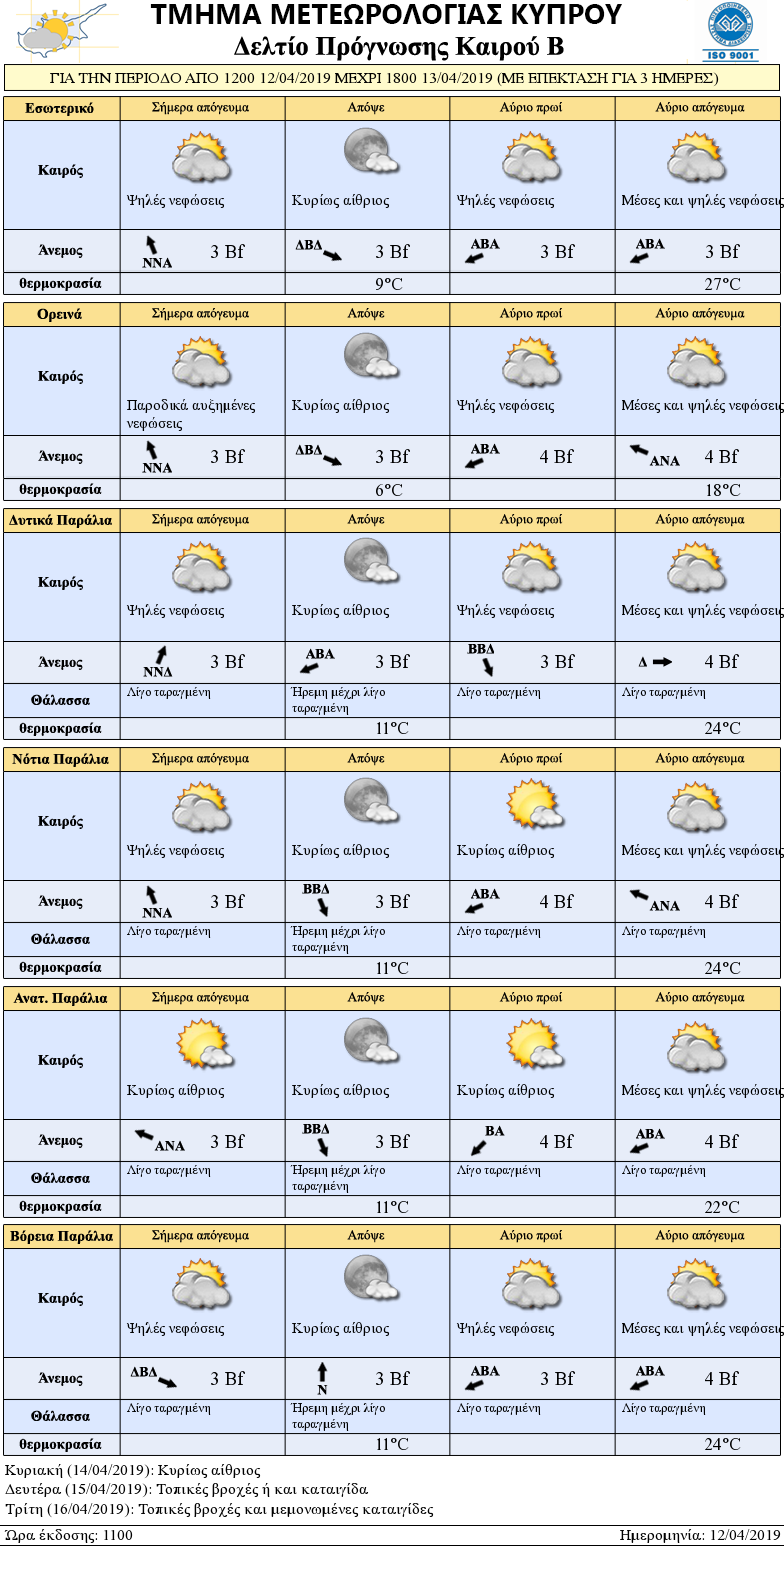 ΤΜΗΜΑ ΜΕΤΕΩΡΟΛΟΓΙΑΣ ΚΥΠΡΟΥ
Δελτίο Πρόγνωσης Καιρού Β
ISO 9001
ΓΙΑ ΤΗΝ ΠΕΡΙΟΔΟ ΑΠΟ 1200 12/04/2019 ΜΕΧΡΙ 1800 13/04/2019 (ΜΕ ΕΠΕΚΤΑΣΗ ΓΙΑ 3 ΗΜΕΡΕΣ)
Εσωτερικό Σήμερα απόγευμα Απόψε Αύριο πρωί Αύριο απόγευμα
Καιρός
Ψηλές νεφώσεις Κυρίως αίθριος Ψηλές νεφώσεις Μέσες και ψηλές νεφώσεις
Άνεμος ΝΝΑ 3 Bf ΔΒΔ 3 Bf ΑΒΑ 3 Bf ΑΒΑ 3 Bf
θερμοκρασία 9°C 27°C
Ορεινά Σήμερα απόγευμα Απόψε Αύριο πρωί Αύριο απόγευμα
Καιρός
Παροδικά αυξημένες Κυρίως αίθριος Ψηλές νεφώσεις Μέσες και ψηλές νεφώσεις
νεφώσεις
Άνεμος ΝΝΑ 3 Bf ΔΒΔ 3 Bf ΑΒΑ 4 Bf ΑΝΑ 4 Bf
θερμοκρασία 6°C 18°C
Δυτικά Παράλια Σήμερα απόγευμα Απόψε Αύριο πρωί Αύριο απόγευμα
Καιρός
Ψηλές νεφώσεις Κυρίως αίθριος Ψηλές νεφώσεις Μέσες και ψηλές νεφώσεις
Άνεμος ΝΝΔ 3 Bf ΑΒΑ 3 Bf ΒΒΔ 3 Bf Δ 4 Bf
Θάλασσα Λίγο ταραγμένη Ήρεμη μέχρι λίγο Λίγο ταραγμένη Λίγο ταραγμένη
ταραγμένη
θερμοκρασία 11°C 24°C
Νότια Παράλια Σήμερα απόγευμα Απόψε Αύριο πρωί Αύριο απόγευμα
Καιρός
Ψηλές νεφώσεις Κυρίως αίθριος Κυρίως αίθριος Μέσες και ψηλές νεφώσεις
Άνεμος ΝΝΑ 3 Bf ΒΒΔ 3 Bf ΑΒΑ 4 Bf ΑΝΑ 4 Bf
Θάλασσα Λίγο ταραγμένη Ήρεμη μέχρι λίγο Λίγο ταραγμένη Λίγο ταραγμένη
ταραγμένη
θερμοκρασία 11°C 24°C
Ανατ. Παράλια Σήμερα απόγευμα Απόψε Αύριο πρωί Αύριο απόγευμα
Καιρός
Κυρίως αίθριος Κυρίως αίθριος Κυρίως αίθριος Μέσες και ψηλές νεφώσεις
Άνεμος ΑΝΑ 3 Bf ΒΒΔ 3 Bf ΒΑ 4 Bf ΑΒΑ 4 Bf
Θάλασσα Λίγο ταραγμένη Ήρεμη μέχρι λίγο Λίγο ταραγμένη Λίγο ταραγμένη
ταραγμένη
θερμοκρασία 11°C 22°C
Βόρεια Παράλια Σήμερα απόγευμα Απόψε Αύριο πρωί Αύριο απόγευμα
Καιρός
Ψηλές νεφώσεις Κυρίως αίθριος Ψηλές νεφώσεις Μέσες και ψηλές νεφώσεις
Άνεμος ΔΒΔ 3 Bf Ν 3 Bf ΑΒΑ 3 Bf ΑΒΑ 4 Bf
Θάλασσα Λίγο ταραγμένη Ήρεμη μέχρι λίγο Λίγο ταραγμένη Λίγο ταραγμένη
ταραγμένη
θερμοκρασία 11°C 24°C
Κυριακή (14/04/2019): Κυρίως αίθριος
Δευτέρα (15/04/2019): Τοπικές βροχές ή και καταιγίδα
Τρίτη (16/04/2019): Τοπικές βροχές και μεμονωμένες καταιγίδες
Ώρα έκδοσης: 1100 Ημερομηνία: 12/04/2019